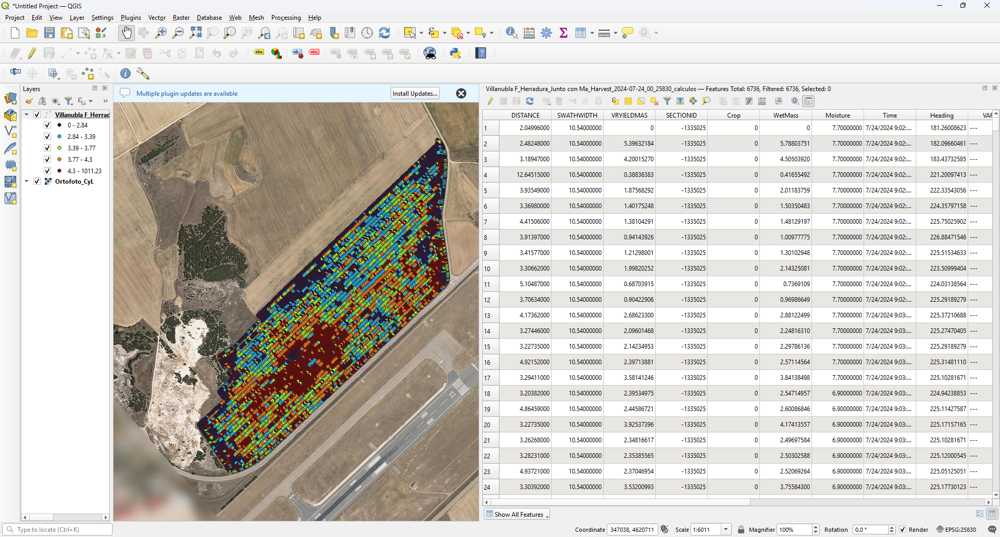 *Untitled Project — QGIS
Project Edit View Layer Settings Plugins Vector Raster Database Web Mesh Processing Help
Layers
Multiple plugin updates are available
Install Updates...
Villanubla F_Herrad
0 - 2.84
2.84 - 3.39
3.39 - 3.77
3.77 - 4.3
4.3 - 1011.23
Ortofoto_CyL
Villanubla F_Herradura_Junto con Ma_Harvest_2024-07-24_00_25830_calculos — Features Total: 6736, Filtered: 6736, Selected: 0
DISTANCE SWATHWIDTH VRYIELDMAS SECTIONID Crop WetMass Moisture Time Heading VAF
1 2.04996000 10.54000000 0 -1335025 0 0 7.70000000 7/24/2024 9:02:... 181.26008623 ---
2 2.48248000 10.54000000 5.39632184 -1335025 0 5.78803751 7.70000000 7/24/2024 9:02:... 182.09660461 ---
3 3.18947000 10.54000000 4.20015270 -1335025 0 4.50503920 7.70000000 7/24/2024 9:02:... 183.43732585 ---
4 12.64515000 10.54000000 0.38836383 -1335025 0 0.41655492 7.70000000 7/24/2024 9:02:... 221.20097413 ---
5 3.93549000 10.54000000 1.87568292 -1335025 0 2.01183759 7.70000000 7/24/2024 9:02:... 222.33543056 ---
6 3.36980000 10.54000000 1.40175248 -1335025 0 1.50350483 7.70000000 7/24/2024 9:02:... 224.35797158 ---
7 4.41506000 10.54000000 1.38104291 -1335025 0 1.48129197 7.70000000 7/24/2024 9:02:... 225.75025902 ---
8 3.91397000 10.54000000 0.94143926 -1335025 0 1.00977775 7.70000000 7/24/2024 9:02:... 226.88471546 ---
9 3.41577000 10.54000000 1.21298001 -1335025 0 1.30102948 7.70000000 7/24/2024 9:02:... 225.51534633 ---
10 3.30662000 10.54000000 1.99820252 -1335025 0 2.14325081 7.70000000 7/24/2024 9:02:... 223.50999404 ---
11 5.10487000 10.54000000 0.68703915 -1335025 0 0.7369109 7.70000000 7/24/2024 9:02:... 224.03138564 ---
12 3.70634000 10.54000000 0.90422906 -1335025 0 0.96986649 7.70000000 7/24/2024 9:02:... 225.29189279 ---
13 4.17362000 10.54000000 2.68623300 -1335025 0 2.88122499 7.70000000 7/24/2024 9:03:... 225.37210688 ---
14 3.27446000 10.54000000 2.09601468 -1335025 0 2.24816310 7.70000000 7/24/2024 9:03:... 225.27470405 ---
15 3.22735000 10.54000000 2.14234953 -1335025 0 2.29786136 7.70000000 7/24/2024 9:03:... 225.29189279 ---
16 4.92152000 10.54000000 2.39713881 -1335025 0 2.57114564 7.70000000 7/24/2024 9:03:... 225.31481110 ---
17 3.29411000 10.54000000 3.58141246 -1335025 0 3.84138498 7.70000000 7/24/2024 9:03:... 225.10281671 ---
18 3.20382000 10.54000000 2.39534975 -1335025 0 2.54714957 6.90000000 7/24/2024 9:03:... 224.94238853 ---
19 4.86459000 10.54000000 2.44586721 -1335025 0 2.60086846 6.90000000 7/24/2024 9:03:... 225.11427587 ---
20 3.22735000 10.54000000 3.92537396 -1335025 0 4.17413557 6.90000000 7/24/2024 9:03:... 225.17157165 ---
21 3.26268000 10.54000000 2.34816617 -1335025 0 2.49697584 6.90000000 7/24/2024 9:03:... 225.10281671 ---
22 3.28231000 10.54000000 2.35385565 -1335025 0 2.50302588 6.90000000 7/24/2024 9:03:... 225.12000545 ---
23 4.93721000 10.54000000 2.37046954 -1335025 0 2.52069264 6.90000000 7/24/2024 9:03:... 225.05125051 ---
24 3.30392000 10.54000000 3.53200993 -1335025 0 3.75584300 6.90000000 7/24/2024 9:03:... 225.17730123 ---
Show All Features
Type to locate (Ctrl+K)
Coordinate 347038, 4620711 Scale 1:6011 Magnifier 100% Rotation 0.0 ° Render EPSG:25830